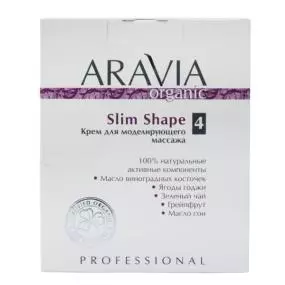 ARAVIA
organic
Slim Shape 4
Крем для моделирующего
массажа
100% натуральные
активные компоненты
• Масло виноградных косточек
• Ягоды годжи
• Зеленый чай
• Грейпфрут
• Масло сои
PROFESSIONAL